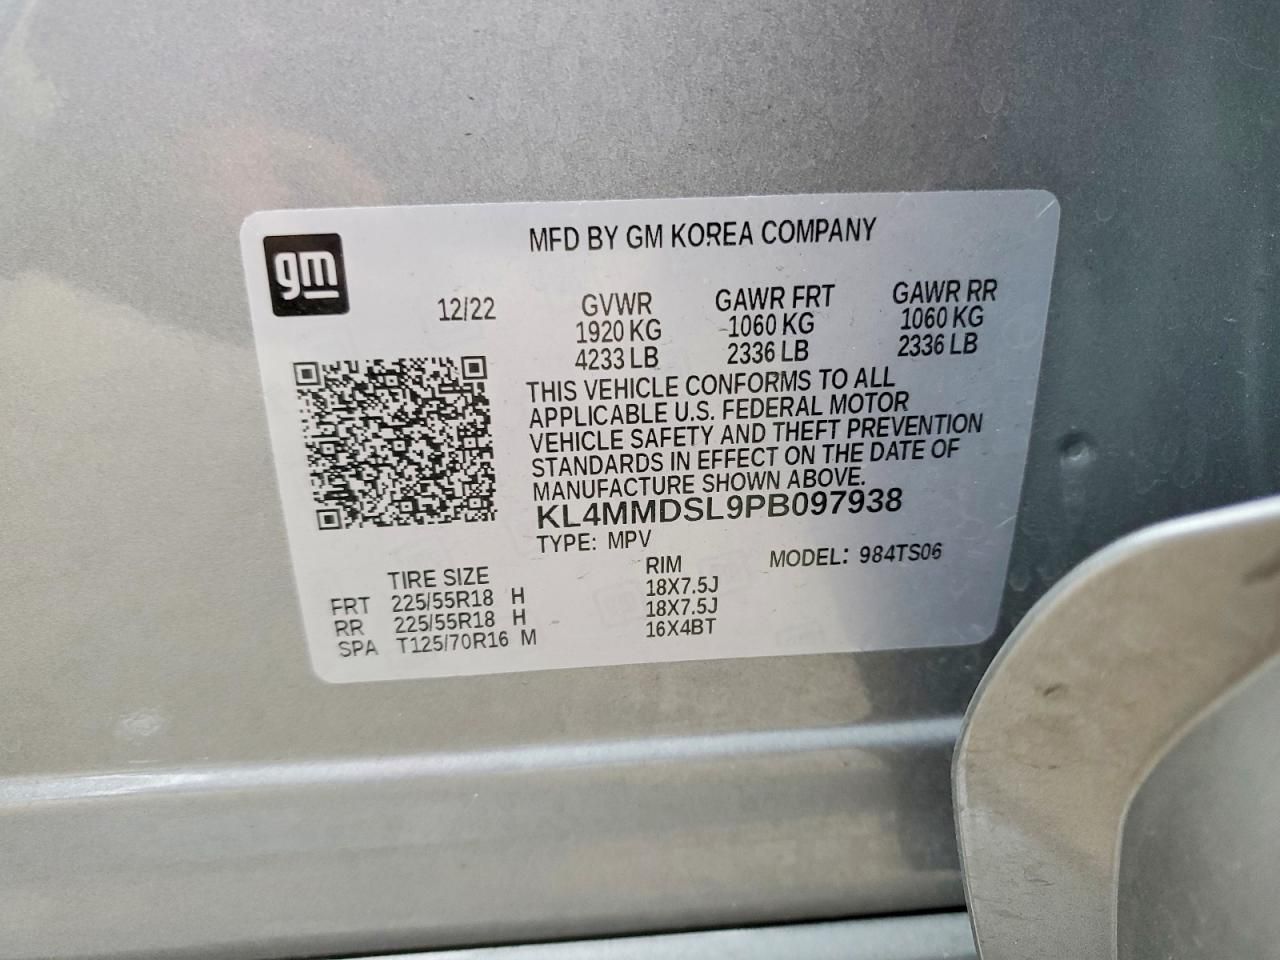 gm
MFD BY GM KOREA COMPANY
12/22
GVWR GAWR FRT GAWR RR
1920 KG 1060 KG 1060 KG
4233 LB 2336 LB 2336 LB
THIS VEHICLE CONFORMS TO ALL
APPLICABLE U.S. FEDERAL MOTOR
VEHICLE SAFETY AND THEFT PREVENTION
STANDARDS IN EFFECT ON THE DATE OF
MANUFACTURE SHOWN ABOVE.
KL4MMDSL9PB097938
TYPE: MPV MODEL: 984TS06
TIRE SIZE RIM
FRT 225/55R18 H 18X7.5J
RR 225/55R18 H 18X7.5J
SPA T125/70R16 M 16X4BT